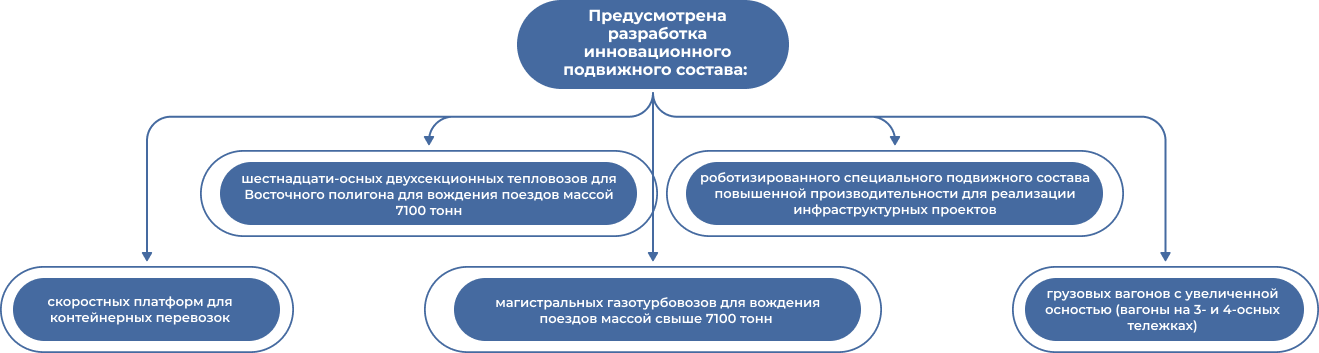 Предусмотрена
разработка
инновационного
подвижного состава:
шестнадцати-осных двухсекционных тепловозов для
Восточного полигона для вождения поездов массой
7100 тонн
роботизированного специального подвижного состава
повышенной производительности для реализации
инфраструктурных проектов
скоростных платформ для
контейнерных перевозок
магистральных газотурбовозов для вождения
поездов массой свыше 7100 тонн
грузовых вагонов с увеличенной
осностью (вагоны на 3- и 4-осных
тележках)